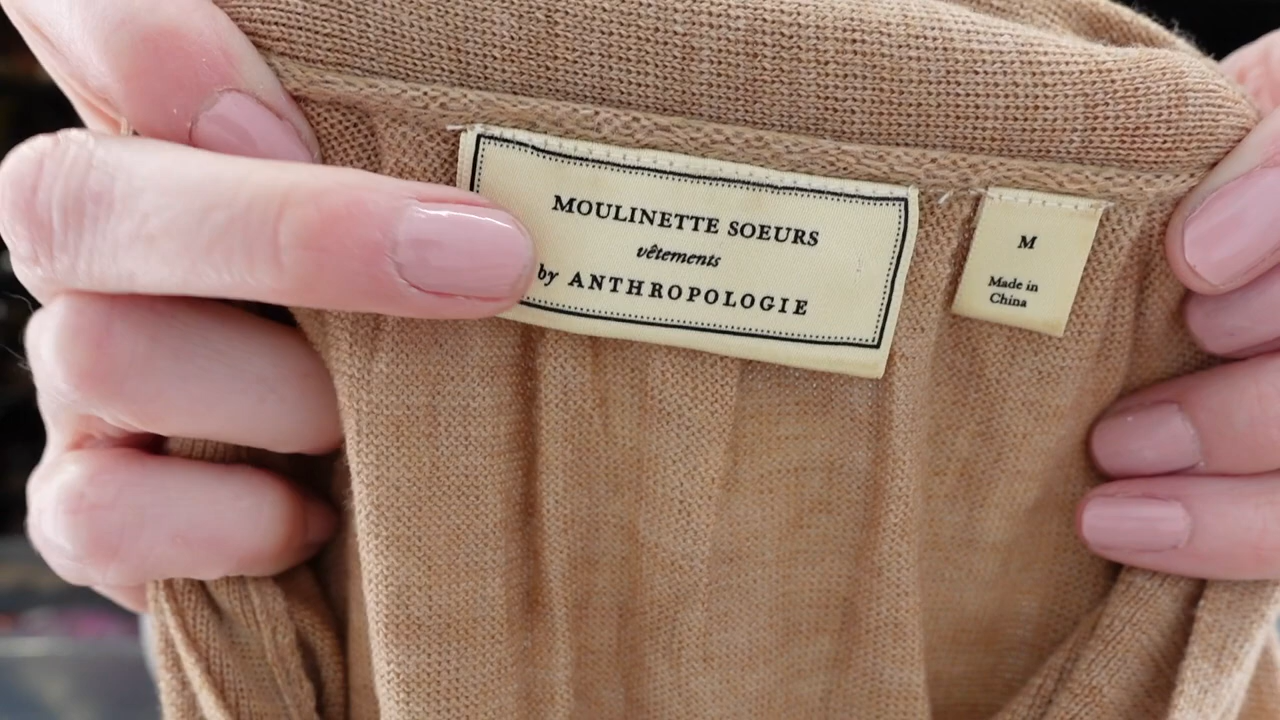 MOULINETTE SOEURS
vêtements
by ANTHROPOLOGIE
M
Made in
China